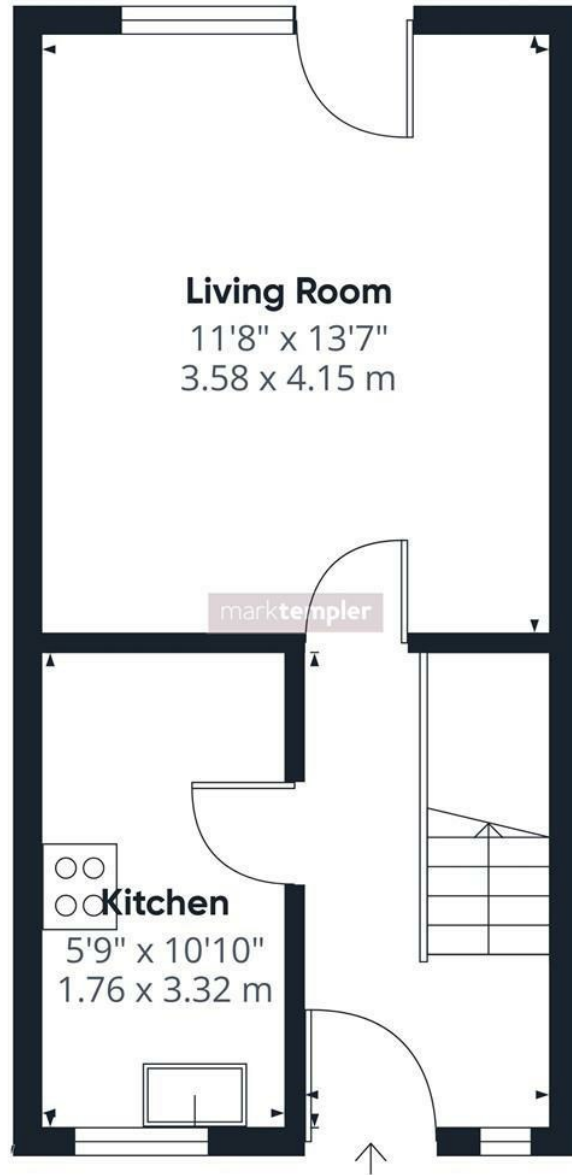 Living Room
11'8" x 13'7"
3.58 x 4.15 m
marktempler
Kitchen
5'9" x 10'10"
1.76 x 3.32 m